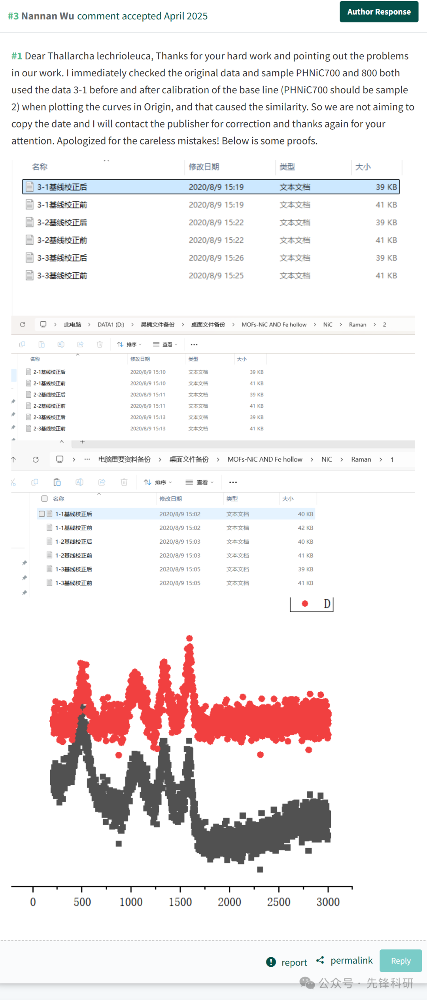 #3 Nannan Wu comment accepted April 2025
Author Response
#1 Dear Thallarcha lechrioleuca, Thanks for your hard work and pointing out the problems
in our work. I immediately checked the original data and sample PHNiC700 and 800 both
used the data 3-1 before and after calibration of the base line (PHNiC700 should be sample
2) when plotting the curves in Origin, and that caused the similarity. So we are not aiming to
copy the date and I will contact the publisher for correction and thanks again for your
attention. Apologized for the careless mistakes! Below is some proofs.
名称 修改日期 类型 大小
3-1基线校正后 2020/8/9 15:19 文本文档 39 KB
3-1基线校正前 2020/8/9 15:19 文本文档 41 KB
3-2基线校正后 2020/8/9 15:22 文本文档 39 KB
3-2基线校正前 2020/8/9 15:22 文本文档 41 KB
3-3基线校正后 2020/8/9 15:26 文本文档 39 KB
3-3基线校正前 2020/8/9 15:25 文本文档 41 KB
> 此电脑 > DATA1 (D:) > 吴楠文件备份 > 桌面文件备份 > MOFs-NiC AND Fe hollow > NiC > Raman > 2
排序 查看 ···
名称 修改日期 类型 大小
2-1基线校正后 2020/8/9 15:10 文本文档 39 KB
2-1基线校正前 2020/8/9 15:10 文本文档 41 KB
2-2基线校正后 2020/8/9 15:11 文本文档 39 KB
2-2基线校正前 2020/8/9 15:11 文本文档 41 KB
2-3基线校正后 2020/8/9 15:13 文本文档 39 KB
2-3基线校正前 2020/8/9 15:13 文本文档 41 KB
> ··· 电脑重要资料备份 > 桌面文件备份 > MOFs-NiC AND Fe hollow > NiC > Raman > 1
排序 查看 ···
名称 修改日期 类型 大小
1-1基线校正后 2020/8/9 15:02 文本文档 40 KB
1-1基线校正前 2020/8/9 15:02 文本文档 42 KB
1-2基线校正后 2020/8/9 15:03 文本文档 40 KB
1-2基线校正前 2020/8/9 15:03 文本文档 41 KB
1-3基线校正后 2020/8/9 15:05 文本文档 39 KB
1-3基线校正前 2020/8/9 15:05 文本文档 41 KB
D
0 500 1000 1500 2000 2500 3000
report permalink Reply
公众号 · 先锋科研